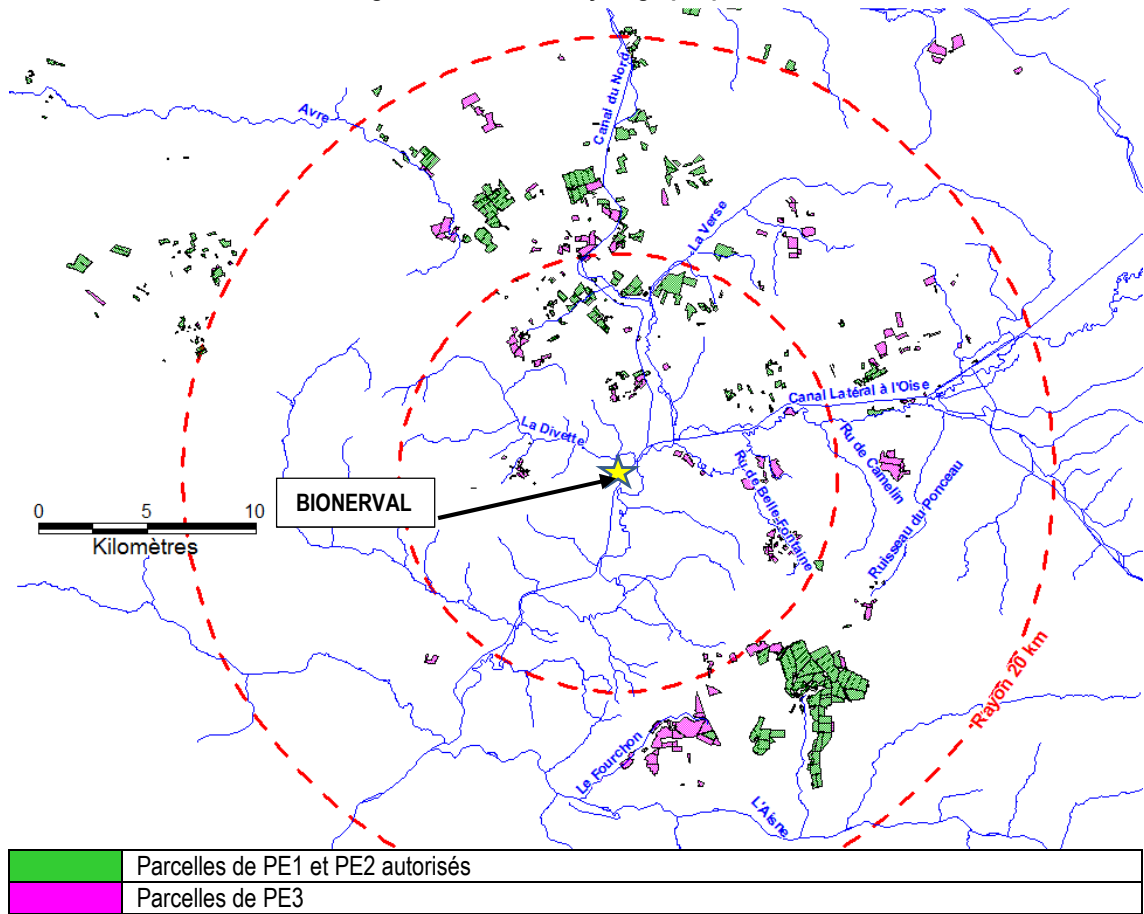 Canal du Nord
Avre
La Verse
Canal Latéral à l'Oise
La Divette
Ru de Camelin
Ru de Belle Fontaine
Ruisseau du Ponceau
BIONERVAL
0 5 10
Kilomètres
Rayon 20 km
Le Fourchon
L'Aisne
Parcelles de PE1 et PE2 autorisés
Parcelles de PE3